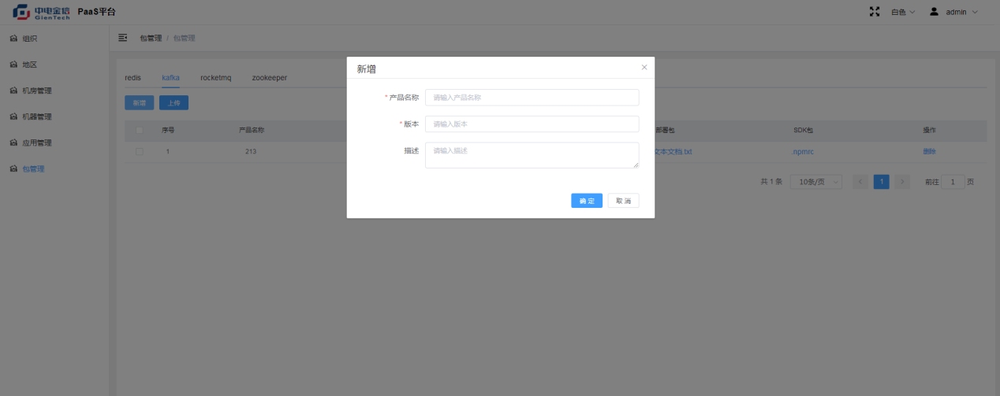 中电金信
GienTech
PaaS平台
白色
admin
组织
地区
机房管理
机器管理
应用管理
包管理
包管理 / 包管理
redis kafka rocketmq zookeeper
新增 上传
序号 产品名称 部署包 SDK包 操作
1 213 文本文档.txt .npmrc 删除
共 1 条 10条/页 < 1 > 前往 1 页
新增 ×
* 产品名称 请输入产品名称
* 版本 请输入版本
描述 请输入描述
确 定 取 消